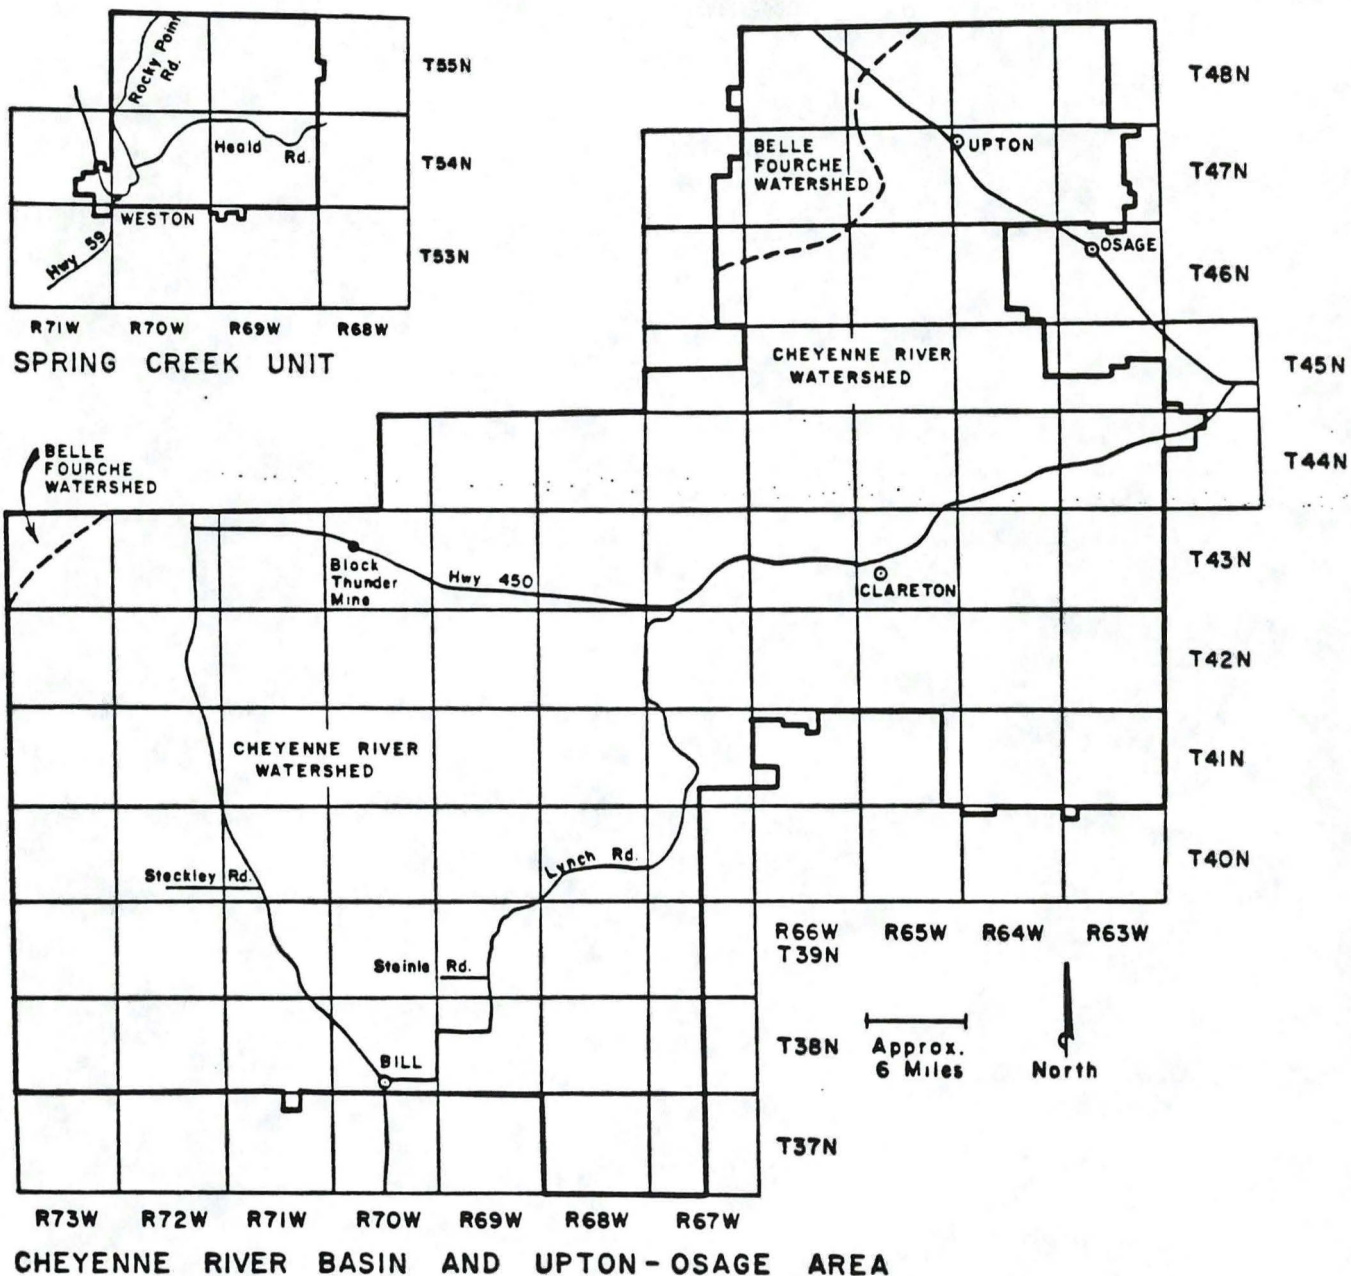 Rocky Point
Rd.
T55N
Heald Rd.
T54N
WESTON
Hwy 59
T53N
R71W R70W R69W R68W
SPRING CREEK UNIT
T48N
BELLE
FOURCHE
WATERSHED
UPTON
T47N
OSAGE
T46N
CHEYENNE RIVER
WATERSHED
T45N
BELLE
FOURCHE
WATERSHED
T44N
Black
Thunder
Mine
Hwy 450
CLARETON
T43N
T42N
CHEYENNE RIVER
WATERSHED
T41N
Steckley Rd.
Lynch Rd.
T40N
R66W R65W R64W R63W
T39N
Steinle Rd.
T38N
Approx.
6 Miles
North
BILL
T37N
R73W R72W R71W R70W R69W R68W R67W
CHEYENNE RIVER BASIN AND UPTON-OSAGE AREA